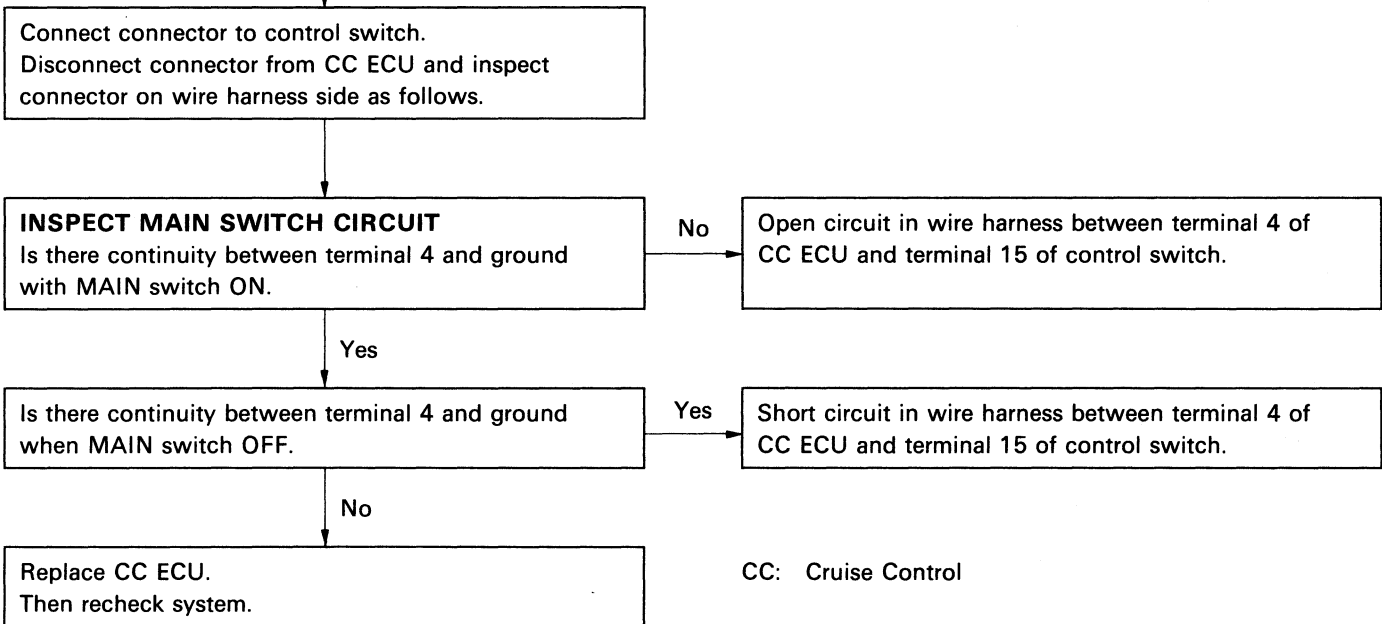 Connect connector to control switch.
Disconnect connector from CC ECU and inspect
connector on wire harness side as follows.
INSPECT MAIN SWITCH CIRCUIT
Is there continuity between terminal 4 and ground
with MAIN switch ON.
No
Open circuit in wire harness between terminal 4 of
CC ECU and terminal 15 of control switch.
Yes
Is there continuity between terminal 4 and ground
when MAIN switch OFF.
Yes
Short circuit in wire harness between terminal 4 of
CC ECU and terminal 15 of control switch.
No
Replace CC ECU.
Then recheck system.
CC: Cruise Control